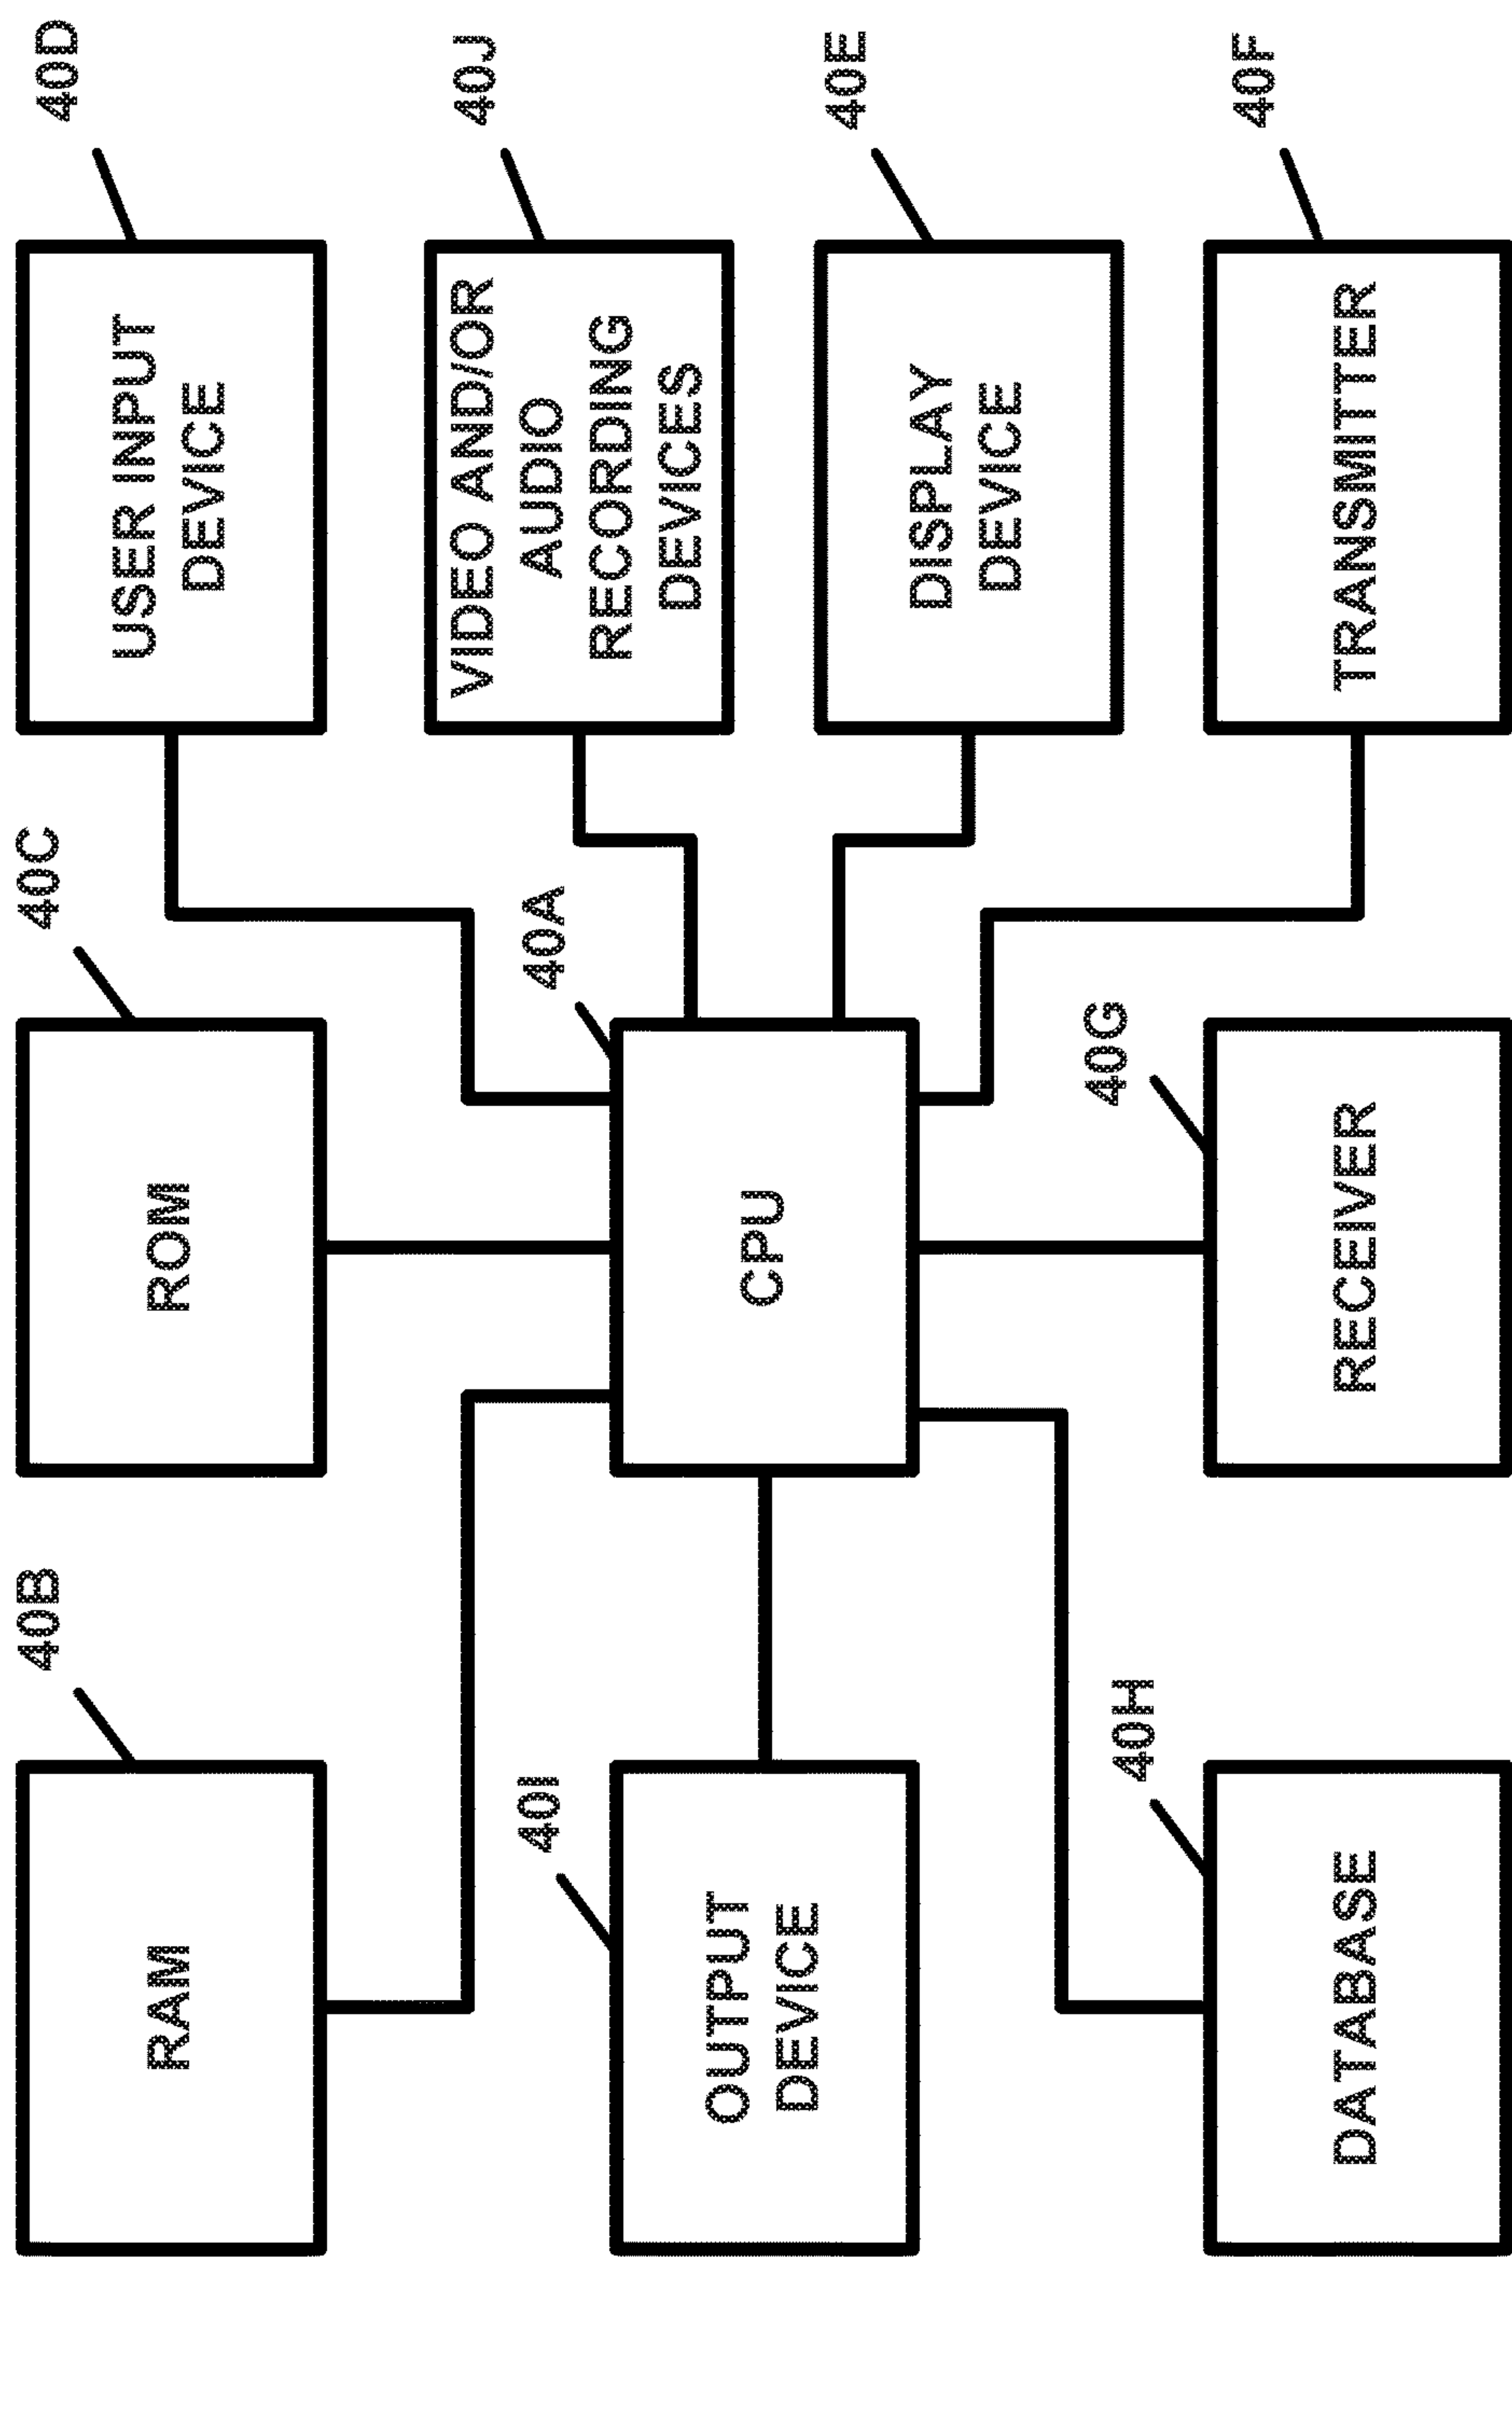 40B
40C
40D
RAM
ROM
USER INPUT
DEVICE
40J
VIDEO AND/OR
AUDIO
RECORDING
DEVICES
40I
40A
OUTPUT
DEVICE
CPU
40E
DISPLAY
DEVICE
40H
40G
40F
DATABASE
RECEIVER
TRANSMITTER